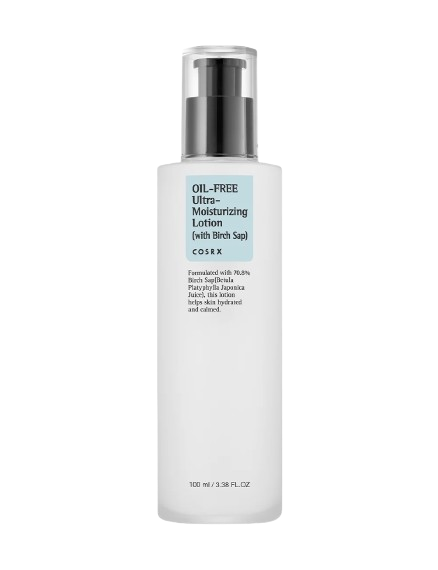 OIL-FREE
Ultra-
Moisturizing
Lotion
(with Birch Sap)
COSRX
Formulated with 70.8%
Birch Sap(Betula
Platyphylla Japonica
Juice), this lotion
helps skin hydrated
and calmed.
100 ml / 3.38 FL.OZ